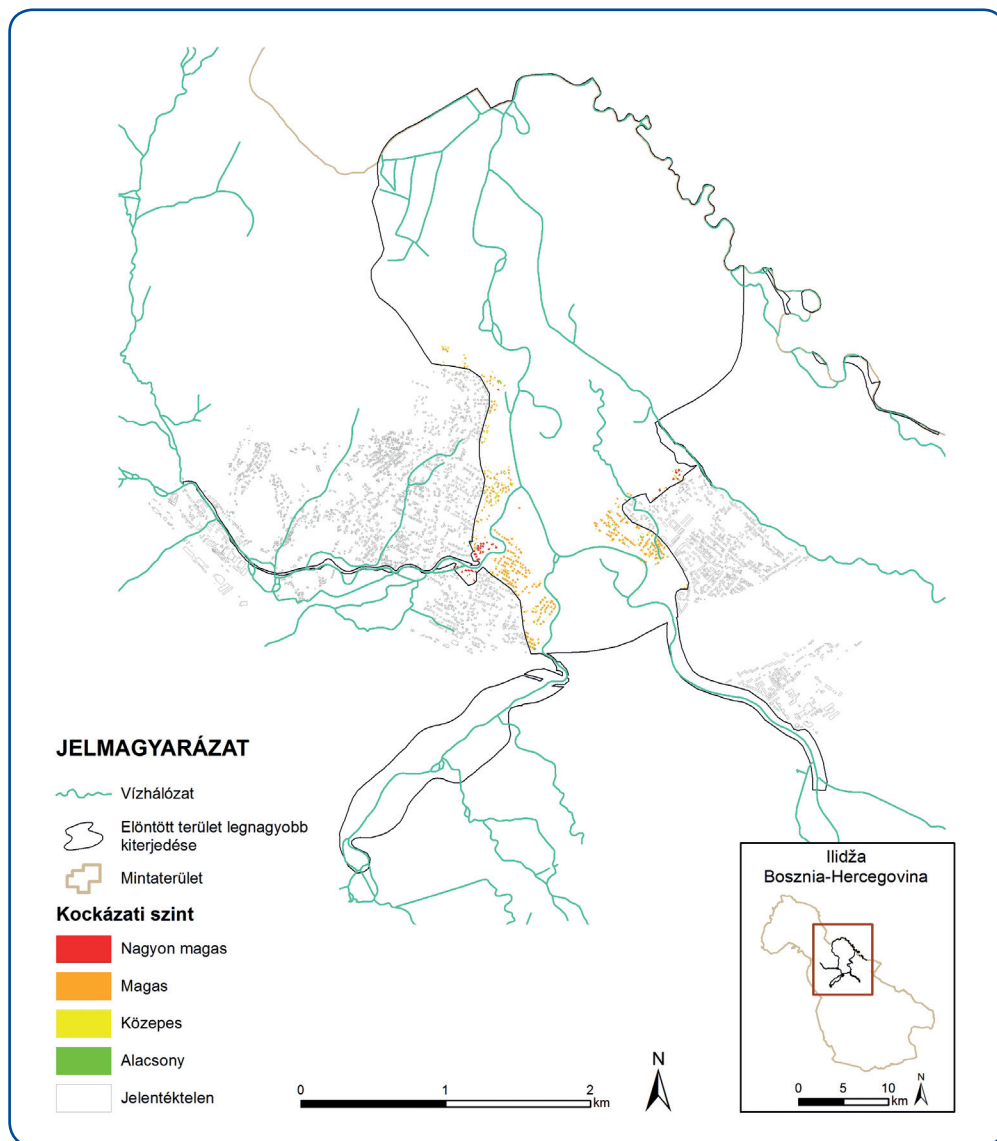 JELMAGYARÁZAT
Vízhálózat
Elöntött terület legnagyobb
kiterjedése
Mintaterület
Kockázati szint
Nagyon magas
Magas
Közepes
Alacsony
Jelentéktelen
0 1 2
km
N
Ilidža
Bosznia-Hercegovina
N
0 5 10
km